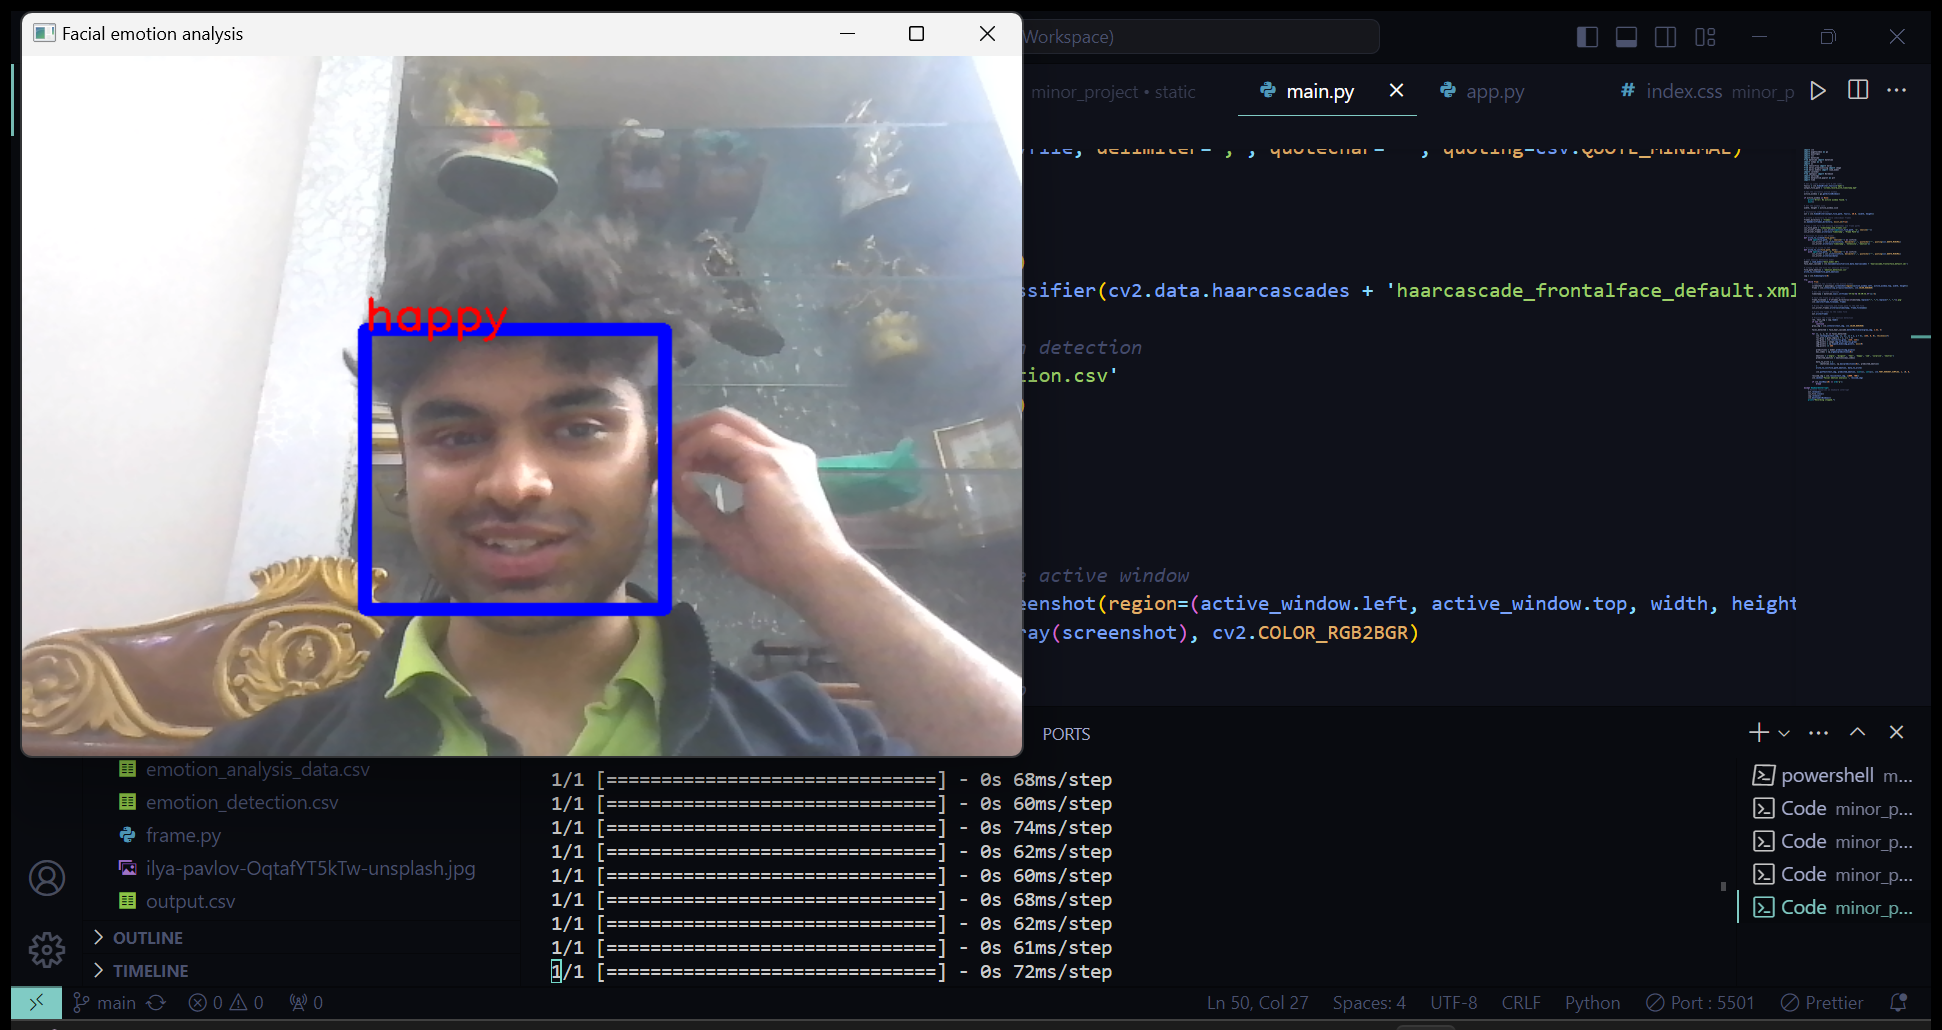 Facial emotion analysis
Workspace)
minor_project • static
main.py
app.py
# index.css minor_p
file, delimiter=',', quotechar='"', quoting=csv.QUOTE_MINIMAL)
)
ssifier(cv2.data.haarcascades + 'haarcascade_frontalface_default.xml
detection
happy
tion.csv'
)
active window
enshot(region=(active_window.left, active_window.top, width, height
ray(screenshot), cv2.COLOR_RGB2BGR)
PORTS
emotion_analysis_data.csv
emotion_detection.csv
frame.py
ilya-pavlov-OqtafYT5kTw-unsplash.jpg
output.csv
OUTLINE
TIMELINE
1/1 [==============================] - 0s 68ms/step
1/1 [==============================] - 0s 60ms/step
1/1 [==============================] - 0s 74ms/step
1/1 [==============================] - 0s 62ms/step
1/1 [==============================] - 0s 60ms/step
1/1 [==============================] - 0s 68ms/step
1/1 [==============================] - 0s 62ms/step
1/1 [==============================] - 0s 61ms/step
1/1 [==============================] - 0s 72ms/step
powershell m...
Code minor_p...
Code minor_p...
Code minor_p...
Code minor_p...
main 0 0 0
Ln 50, Col 27 Spaces: 4 UTF-8 CRLF Python Port : 5501 Prettier